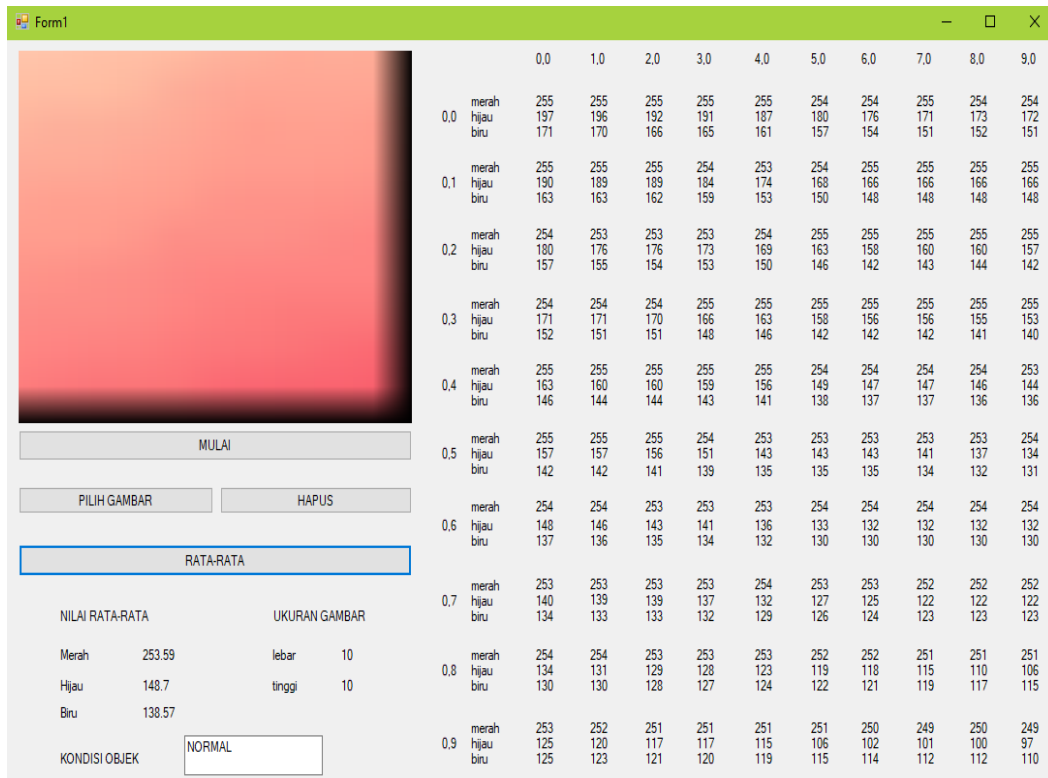 Form1
0,0 1,0 2,0 3,0 4,0 5,0 6,0 7,0 8,0 9,0
merah 255 255 255 255 255 254 254 255 254 254
0,0 hijau 197 196 192 191 187 180 176 171 173 172
biru 171 170 166 165 161 157 154 151 152 151
merah 255 255 255 254 253 254 255 255 255 255
0,1 hijau 190 189 189 184 174 168 166 166 166 166
biru 163 163 162 159 153 150 148 148 148 148
merah 254 253 253 253 254 255 255 255 255 255
0,2 hijau 180 176 176 173 169 163 158 160 160 157
biru 157 155 154 153 150 146 142 143 144 142
merah 254 254 254 255 255 255 255 255 255 255
0,3 hijau 171 171 170 166 163 158 156 156 155 153
biru 152 151 151 148 146 142 142 142 141 140
merah 255 255 255 255 255 254 254 254 254 253
0,4 hijau 163 160 160 159 156 149 147 147 146 144
biru 146 144 144 143 141 138 137 137 136 136
merah 255 255 255 254 253 253 253 253 253 254
0,5 hijau 157 157 156 151 143 143 143 141 137 134
biru 142 142 141 139 135 135 135 134 132 131
merah 254 254 253 253 253 254 254 254 254 254
0,6 hijau 148 146 143 141 136 133 132 132 132 132
biru 137 136 135 134 132 130 130 130 130 130
merah 253 253 253 253 254 253 253 252 252 252
0,7 hijau 140 139 139 137 132 127 125 122 122 122
biru 134 133 133 132 129 126 124 123 123 123
merah 254 254 253 253 253 252 252 251 251 251
0,8 hijau 134 131 129 128 123 119 118 115 110 106
biru 130 130 128 127 124 122 121 119 117 115
merah 253 252 251 251 251 251 250 249 250 249
0,9 hijau 125 120 117 117 115 106 102 101 100 97
biru 125 123 121 120 119 115 114 112 112 110
MULAI
PILIH GAMBAR HAPUS
RATA-RATA
NILAI RATA-RATA UKURAN GAMBAR
Merah 253.59 lebar 10
Hijau 148.7 tinggi 10
Biru 138.57
KONDISI OBJEK NORMAL